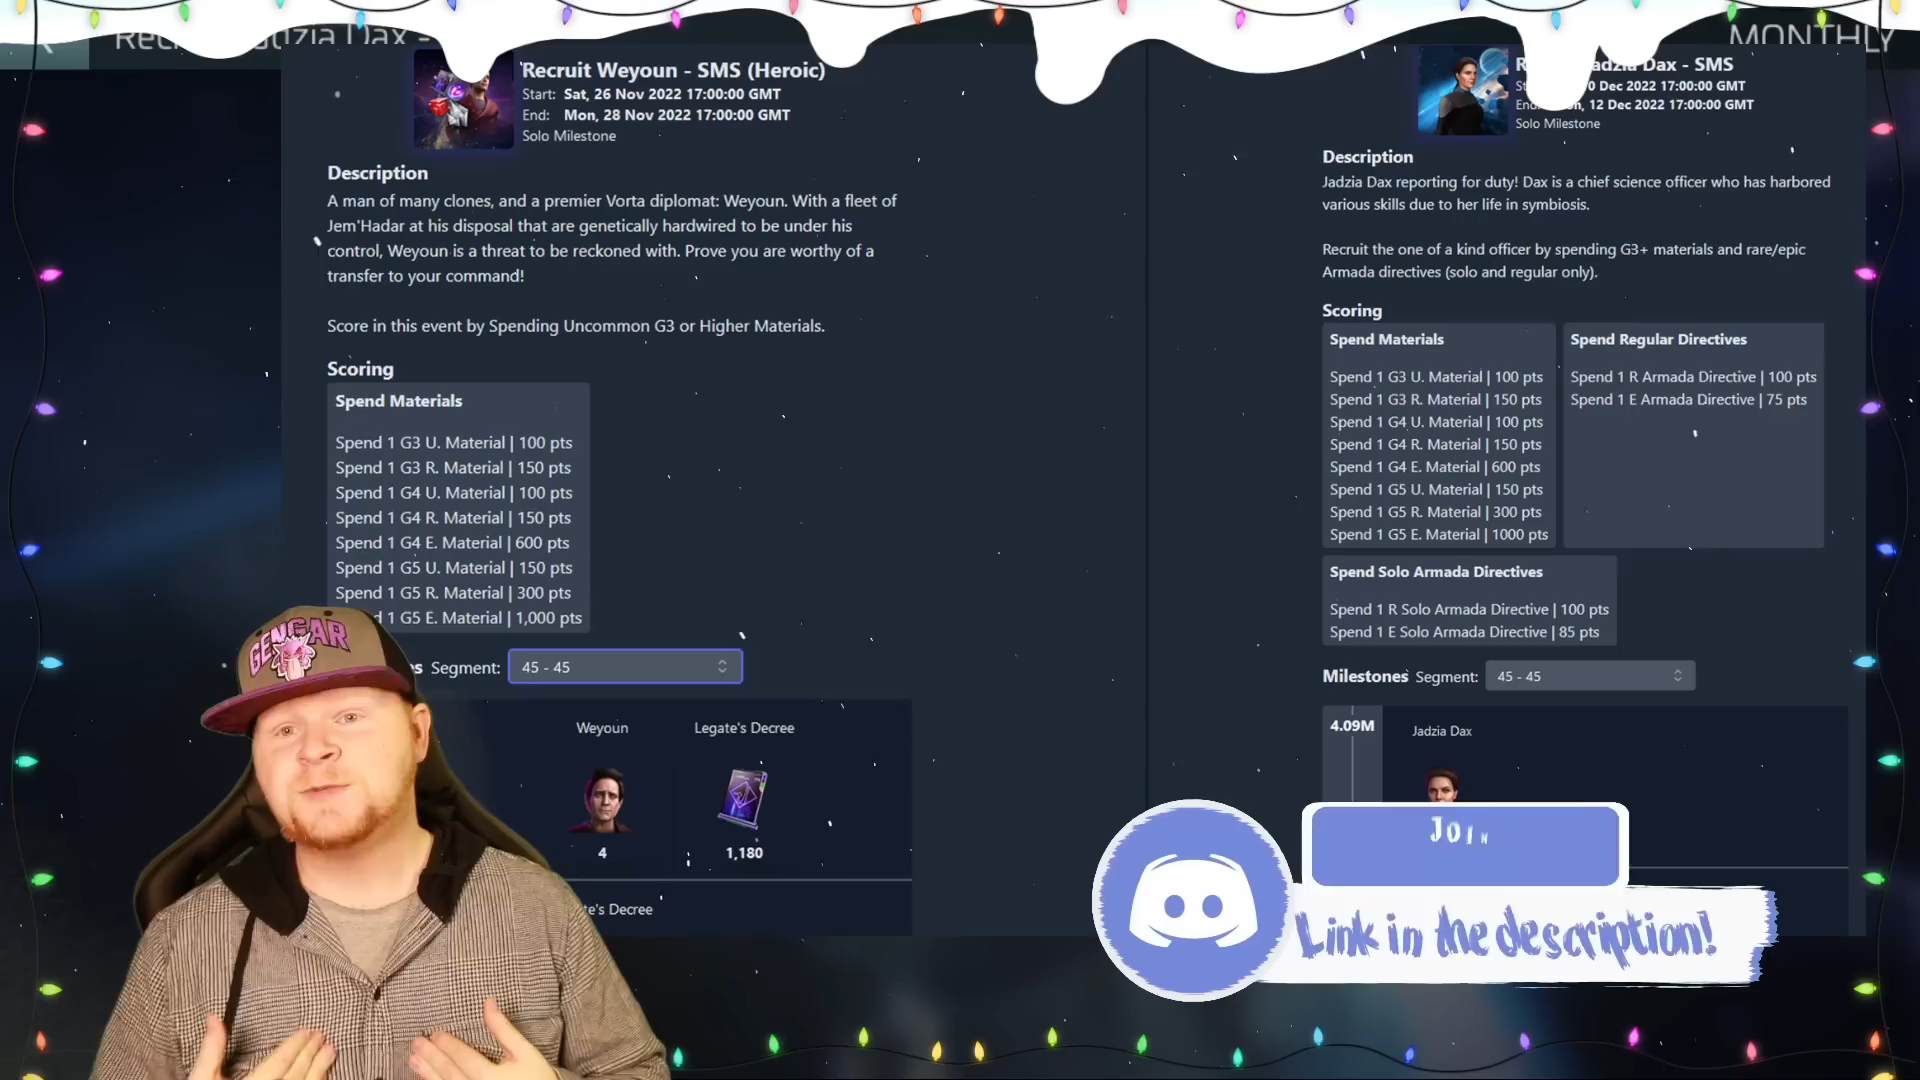 MONTHLY
Recruit Weyoun - SMS (Heroic)
Start: Sat, 26 Nov 2022 17:00:00 GMT
End: Mon, 28 Nov 2022 17:00:00 GMT
Solo Milestone
Description
A man of many clones, and a premier Vorta diplomat: Weyoun. With a fleet of
Jem'Hadar at his disposal that are genetically hardwired to be under his
control, Weyoun is a threat to be reckoned with. Prove you are worthy of a
transfer to your command!
Score in this event by Spending Uncommon G3 or Higher Materials.
Scoring
Spend Materials
Spend 1 G3 U. Material | 100 pts
Spend 1 G3 R. Material | 150 pts
Spend 1 G4 U. Material | 100 pts
Spend 1 G4 R. Material | 150 pts
Spend 1 G4 E. Material | 600 pts
Spend 1 G5 U. Material | 150 pts
Spend 1 G5 R. Material | 300 pts
1 G5 E. Material | 1,000 pts
Segment: 45 - 45
Weyoun Legate's Decree
4 1,180
Decree
GENGAR
Dax - SMS
Dec 2022 17:00:00 GMT
12 Dec 2022 17:00:00 GMT
Solo Milestone
Description
Jadzia Dax reporting for duty! Dax is a chief science officer who has harbored
various skills due to her life in symbiosis.
Recruit the one of a kind officer by spending G3+ materials and rare/epic
Armada directives (solo and regular only).
Scoring
Spend Materials
Spend 1 G3 U. Material | 100 pts
Spend 1 G3 R. Material | 150 pts
Spend 1 G4 U. Material | 100 pts
Spend 1 G4 R. Material | 150 pts
Spend 1 G4 E. Material | 600 pts
Spend 1 G5 U. Material | 150 pts
Spend 1 G5 R. Material | 300 pts
Spend 1 G5 E. Material | 1000 pts
Spend Regular Directives
Spend 1 R Armada Directive | 100 pts
Spend 1 E Armada Directive | 75 pts
Spend Solo Armada Directives
Spend 1 R Solo Armada Directive | 100 pts
Spend 1 E Solo Armada Directive | 85 pts
Milestones Segment: 45 - 45
4.09M Jadzia Dax
JOIN
Link in the description!